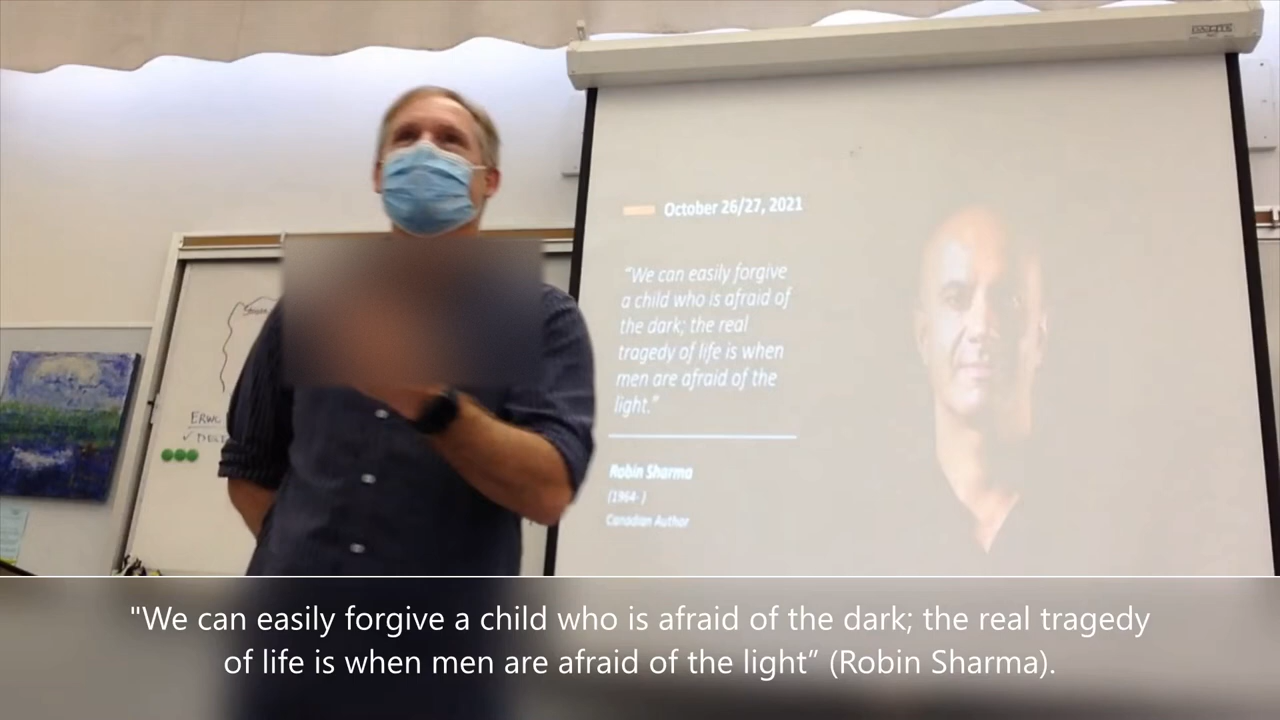 October 26/27, 2021
"We can easily forgive
a child who is afraid of
the dark; the real
tragedy of life is when
men are afraid of the
light."
Robin Sharma
(1964- )
Canadian Author
ERWC
"We can easily forgive a child who is afraid of the dark; the real tragedy
of life is when men are afraid of the light” (Robin Sharma).